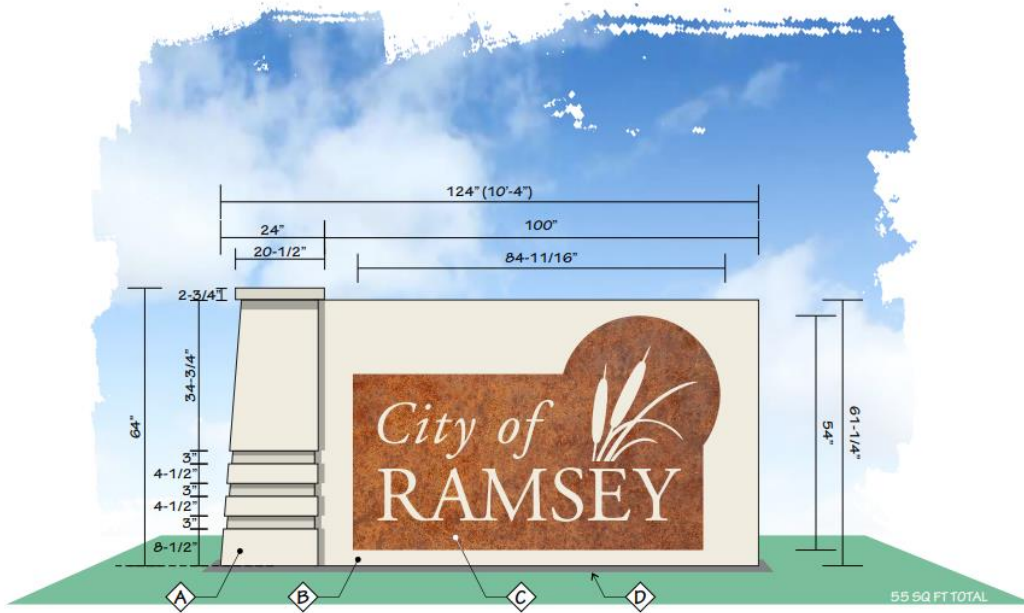 124" (10'-4")
24"
100"
20-1/2"
84-11/16"
2-3/4"
34-3/4"
64"
3"
4-1/2"
3"
4-1/2"
3"
8-1/2"
54"
61-1/4"
City of
RAMSEY
A
B
C
D
55 SQ FT TOTAL